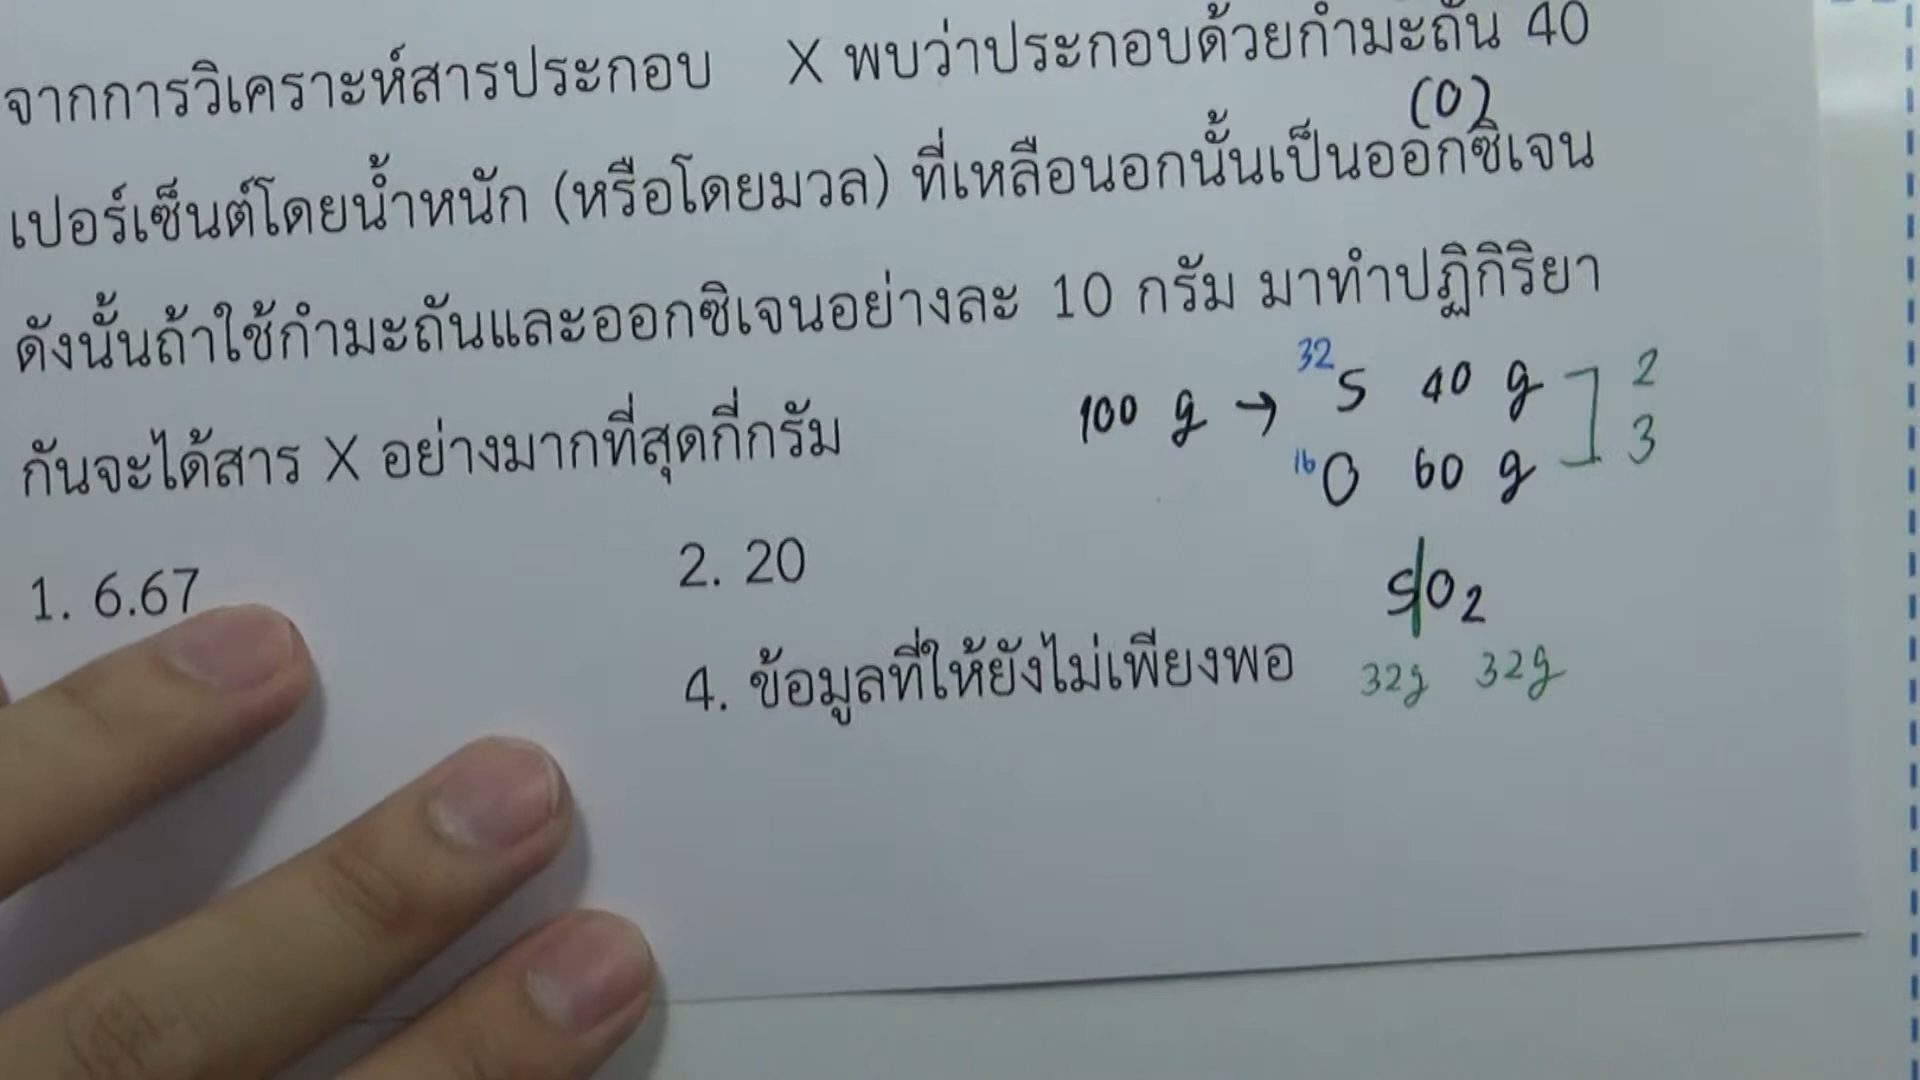 จากการวิเคราะห์สารประกอบ X พบว่าประกอบด้วยกำมะถัน 40
(O)
เปอร์เซ็นต์โดยน้ำหนัก (หรือโดยมวล) ที่เหลือนอกนั้นเป็นออกซิเจน
ดังนั้นถ้าใช้กำมะถันและออกซิเจนอย่างละ 10 กรัม มาทำปฏิกิริยา
กันจะได้สาร X อย่างมากที่สุดกี่กรัม
100 g → 32 S 40 g 2
16 O 60 g 3
1. 6.67
2. 20
SO2
4. ข้อมูลที่ให้ยังไม่เพียงพอ
32g 32g